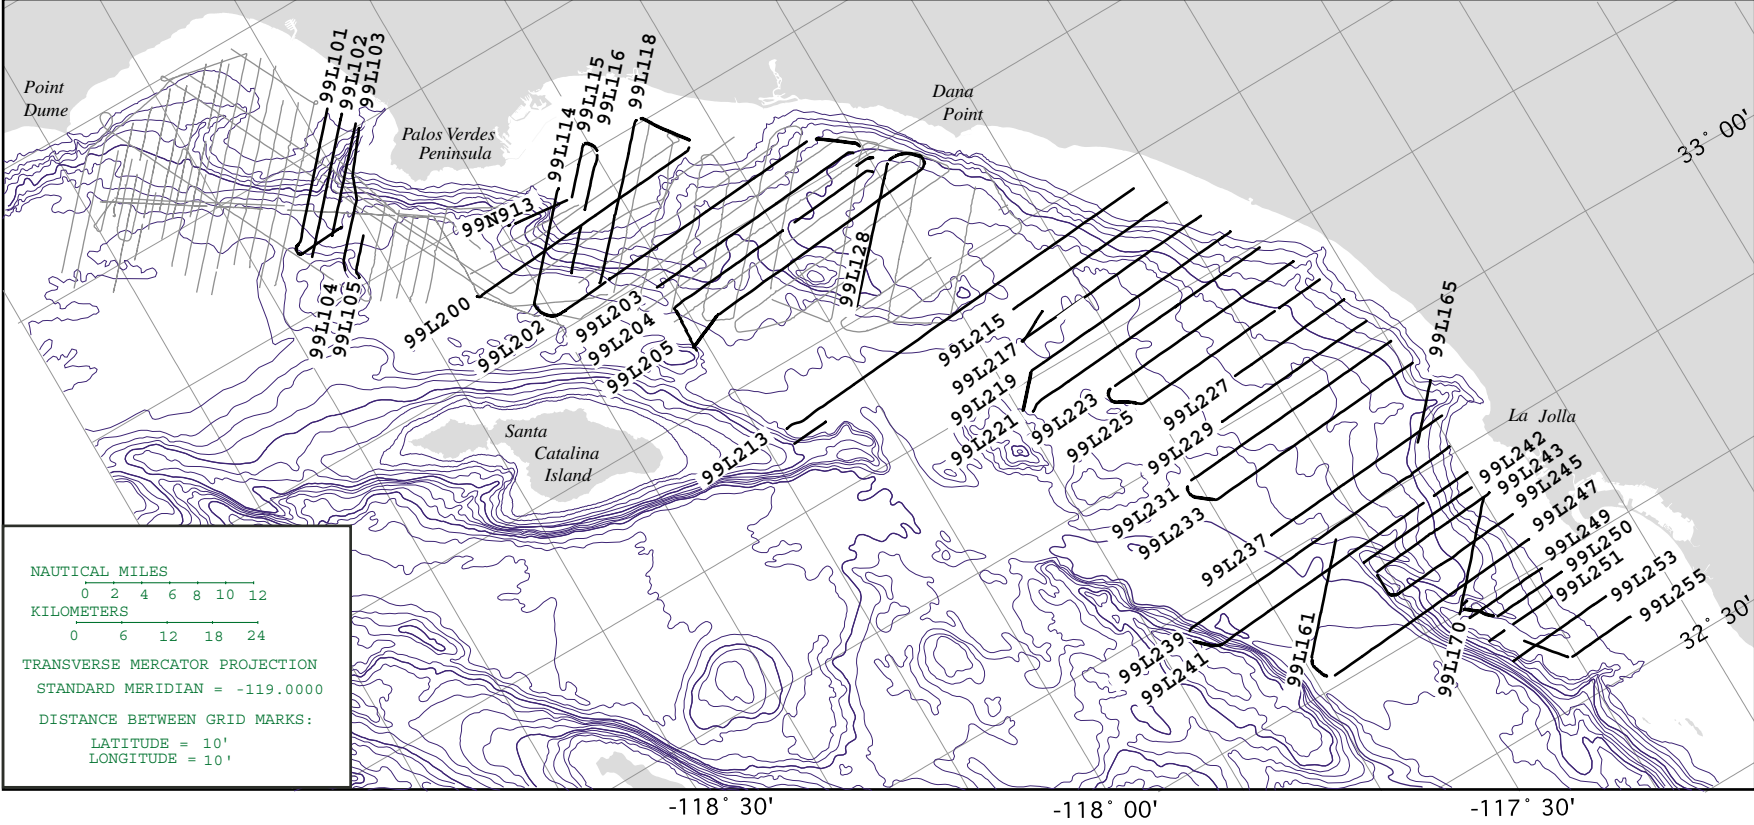 Point
Dume
99L101
99L102
99L103
Palos Verdes
Peninsula
99L114
99L115
99L116
99L118
Dana
Point
33° 00'
99N913
99L128
99L104
99L105
99L200
99L202
99L203
99L204
99L205
99L213
99L215
99L217
99L219
99L221
99L223
99L225
99L227
99L229
99L231
99L233
99L237
99L239
99L241
99L165
La Jolla
99L242
99L243
99L245
99L247
99L249
99L250
99L251
99L253
99L255
99L161
99L170
32° 30'
Santa
Catalina
Island
NAUTICAL MILES
0 2 4 6 8 10 12
KILOMETERS
0 6 12 18 24
TRANSVERSE MERCATOR PROJECTION
STANDARD MERIDIAN = -119.0000
DISTANCE BETWEEN GRID MARKS:
LATITUDE = 10'
LONGITUDE = 10'
-118° 30'
-118° 00'
-117° 30'